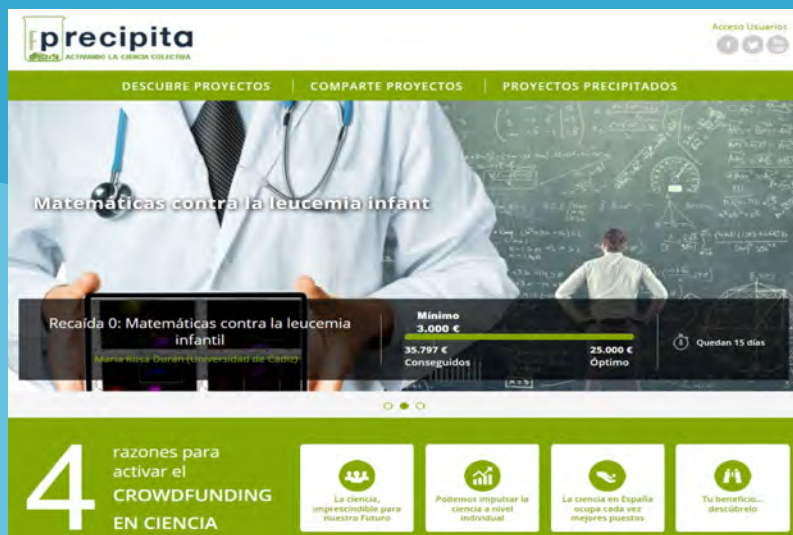 precipita
ACTIVANDO LA CIENCIA COLECTIVA
Acceso Usuarios
DESCUBRE PROYECTOS
COMPARTE PROYECTOS
PROYECTOS PRECIPITADOS
Matemáticas contra la leucemia infant
Recaída 0: Matemáticas contra la leucemia
infantil
María Rosa Durán (Universidad de Cádiz)
Mínimo
3.000 €
35.797 €
Conseguidos
25.000 €
Óptimo
Quedan 15 días
4
razones para
activar el
CROWDFUNDING
EN CIENCIA
La ciencia,
imprescindible para
nuestro Futuro
Podemos impulsar la
ciencia a nivel
individual
La ciencia en España
ocupa cada vez
mejores puestos
Tu beneficio...
descúbrelo